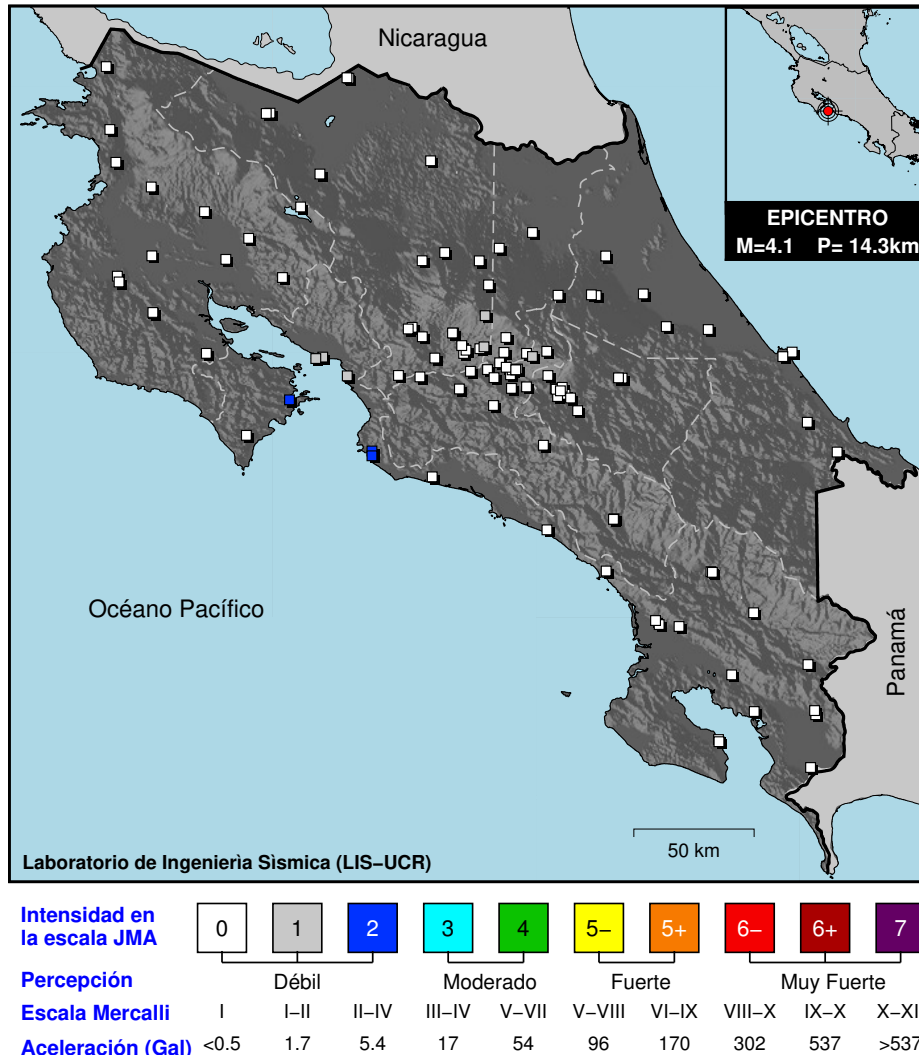 Nicaragua
EPICENTRO
M=4.1 P= 14.3km
Océano Pacífico
Panamá
50 km
Laboratorio de Ingenierìa Sìsmica (LIS–UCR)
Intensidad en
la escala JMA
0 1 2 3 4 5− 5+ 6− 6+ 7
Percepción Débil Moderado Fuerte Muy Fuerte
Escala Mercalli I I−II II−IV III−IV V−VII V−VIII VI−IX VIII−X IX−X X−XI
Aceleración (Gal) <0.5 1.7 5.4 17 54 96 170 302 537 >537